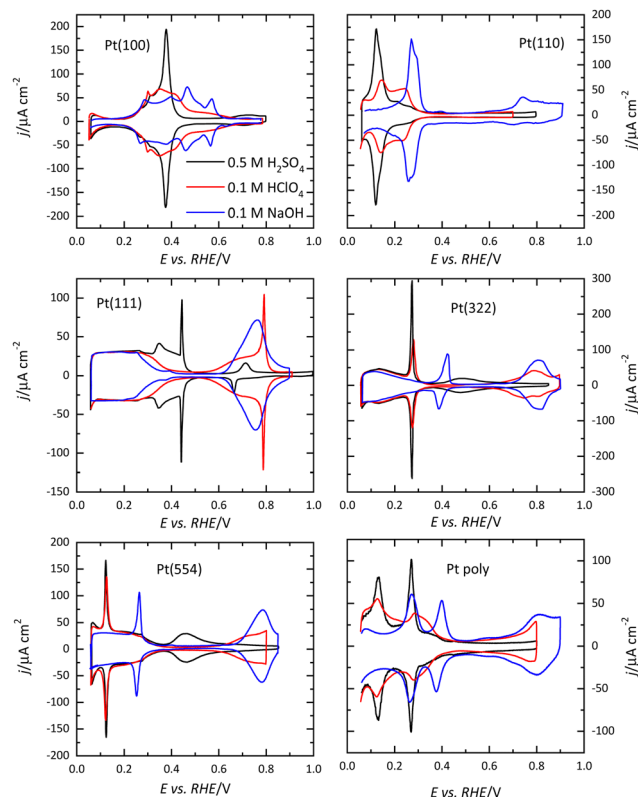 Pt(100)
Pt(110)
j/µA cm⁻²
200
150
100
50
0
50
100
150
200
0.5 M H₂SO₄
0.1 M HClO₄
0.1 M NaOH
0.0 0.2 0.4 0.6 0.8 1.0
E vs. RHE/V
150
100
50
0
-50
-100
-150
-200
j/µA cm⁻²
0.0 0.2 0.4 0.6 0.8 1.0
E vs. RHE/V
Pt(111)
Pt(322)
j/µA cm⁻²
100
50
0
50
100
150
0.0 0.2 0.4 0.6 0.8 1.0
E vs. RHE/V
300
200
100
0
-100
-200
-300
j/µA cm⁻²
0.0 0.2 0.4 0.6 0.8 1.0
E vs. RHE/V
Pt(554)
Pt poly
j/µA cm²
200
150
100
50
0
50
100
150
200
0.0 0.2 0.4 0.6 0.8 1.0
E vs. RHE/V
100
50
0
-50
-100
j/µA cm⁻²
0.0 0.2 0.4 0.6 0.8 1.0
E vs. RHE/V